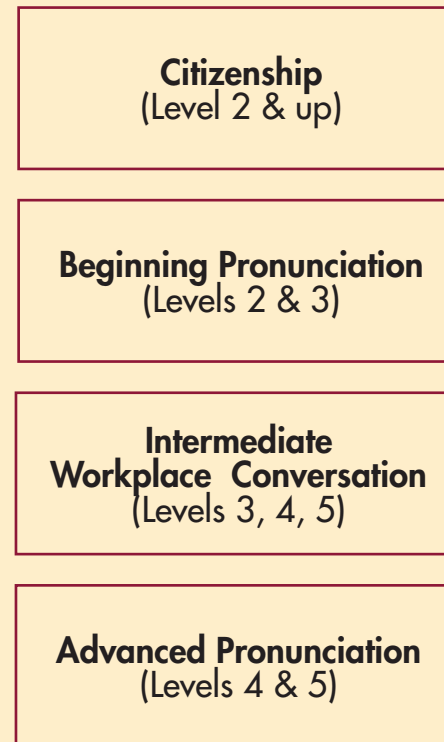 Citizenship
(Level 2 & up)
Beginning Pronunciation
(Levels 2 & 3)
Intermediate
Workplace Conversation
(Levels 3, 4, 5)
Advanced Pronunciation
(Levels 4 & 5)